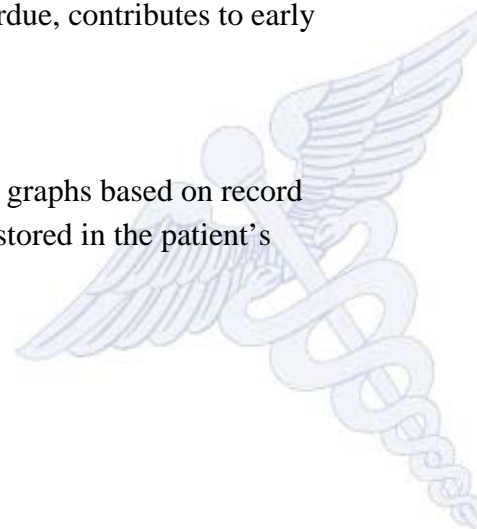 rdue, contributes to early
graphs based on record
stored in the patient’s